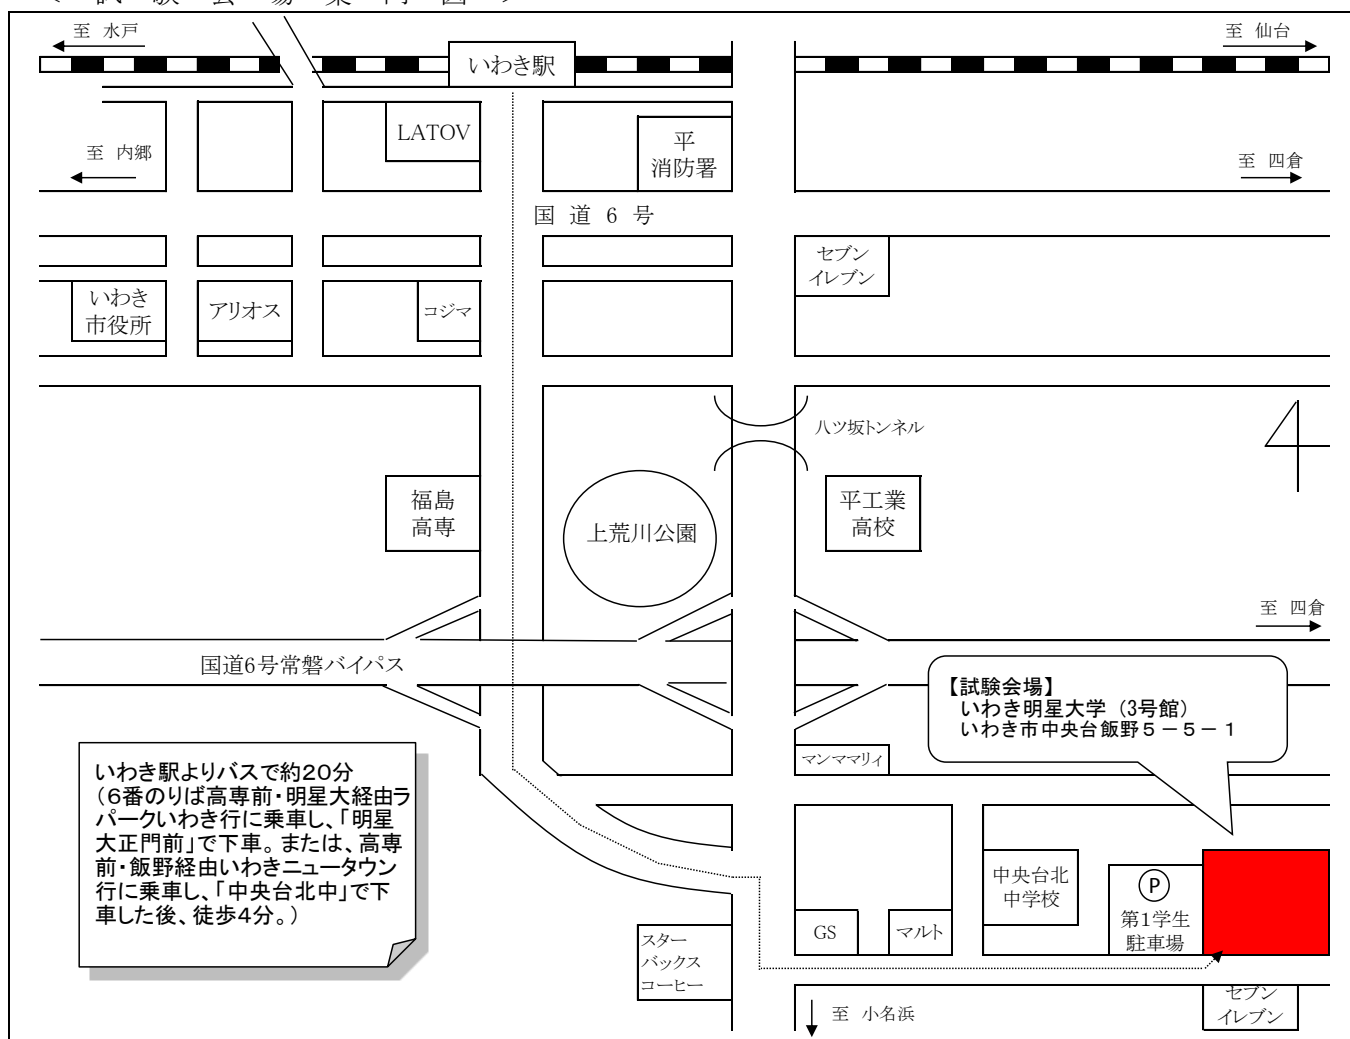 ＜ 試 験 会 場 案 内 図 ＞
至 水戸
至 仙台
いわき駅
LATOV
平
消防署
至 内郷
至 四倉
国 道 6 号
セブン
イレブン
いわき
市役所
アリオス
コジマ
八ツ坂トンネル
福島
高専
上荒川公園
平工業
高校
至 四倉
国道6号常磐バイパス
【試験会場】
いわき明星大学 (3号館)
いわき市中央台飯野５－５－１
マンママリィ
いわき駅よりバスで約２０分
（６番のりば高専前・明星大経由ラ
パークいわき行に乗車し、「明星
大正門前」で下車。または、高専
前・飯野経由いわきニュータウン
行に乗車し、「中央台北中」で下
車した後、徒歩４分。）
中央台北
中学校
P
第1学生
駐車場
GS
マルト
スター
バックス
コーヒー
至 小名浜
セブン
イレブン